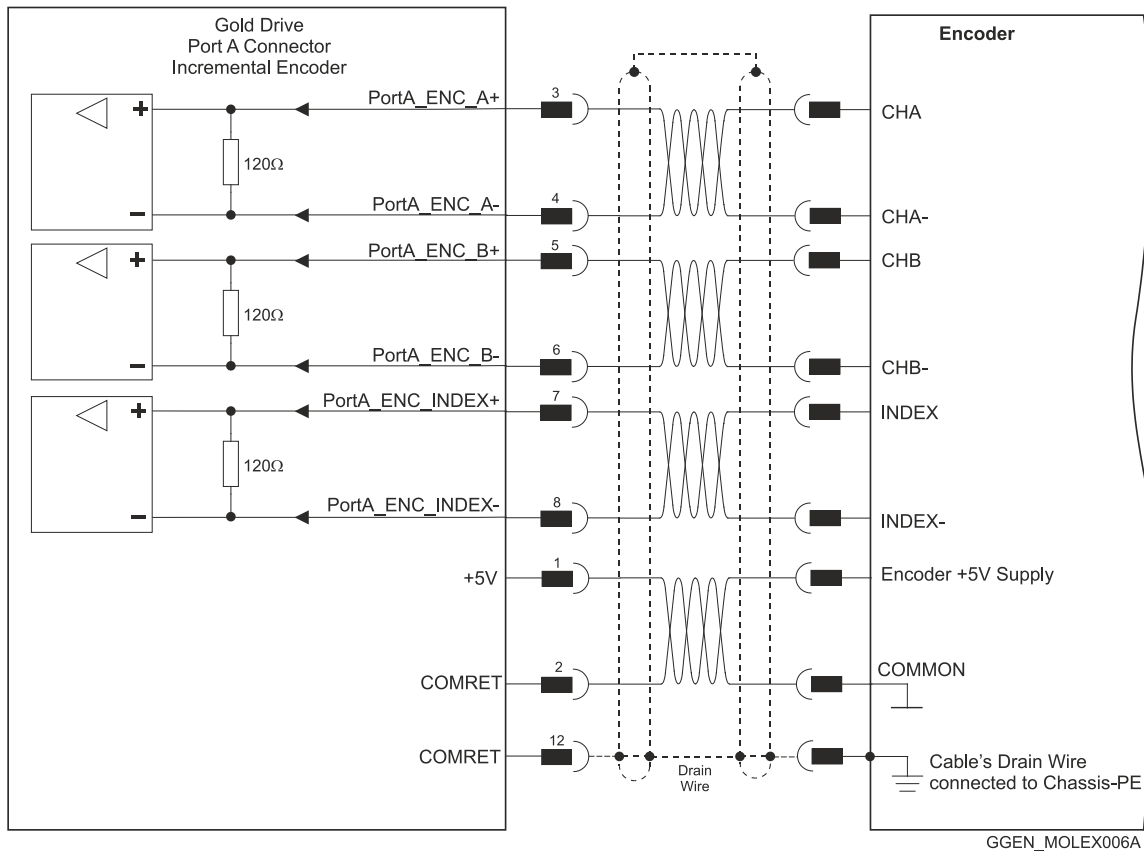 Gold Drive
Port A Connector
Incremental Encoder
Encoder
+
PortA_ENC_A+
3
CHA
120Ω
-
PortA_ENC_A-
4
CHA-
+
PortA_ENC_B+
5
CHB
120Ω
-
PortA_ENC_B-
6
CHB-
+
PortA_ENC_INDEX+
7
INDEX
120Ω
-
PortA_ENC_INDEX-
8
INDEX-
+5V
1
Encoder +5V Supply
COMRET
2
COMMON
COMRET
12
Drain
Wire
Cable's Drain Wire
connected to Chassis-PE
GGEN_MOLEX006A